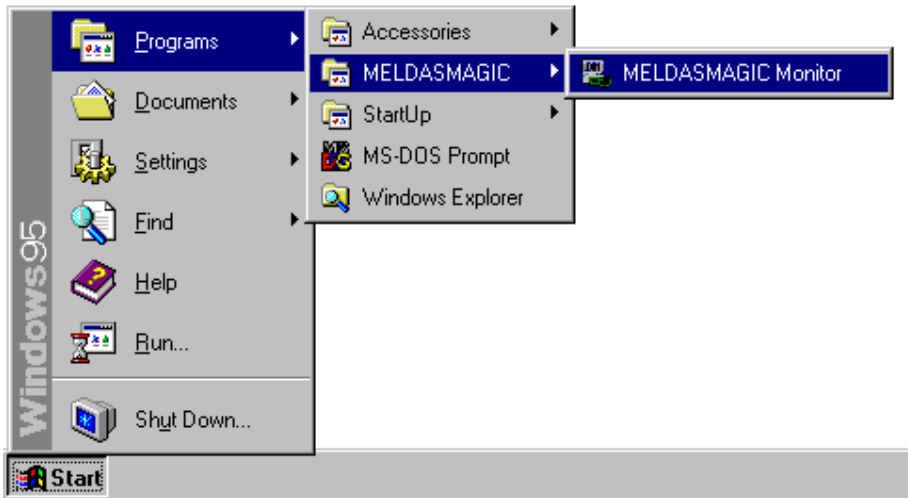 Programs
Documents
Settings
Find
Help
Run...
Shut Down...
Windows95
Start
Accessories
MELDASMAGIC
StartUp
MS-DOS Prompt
Windows Explorer
MELDASMAGIC Monitor